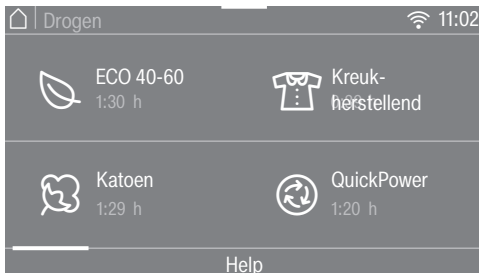 Drogen 11:02
ECO 40-60
1:30 h
Kreuk-
herstellend
Katoen
1:29 h
QuickPower
1:20 h
Help